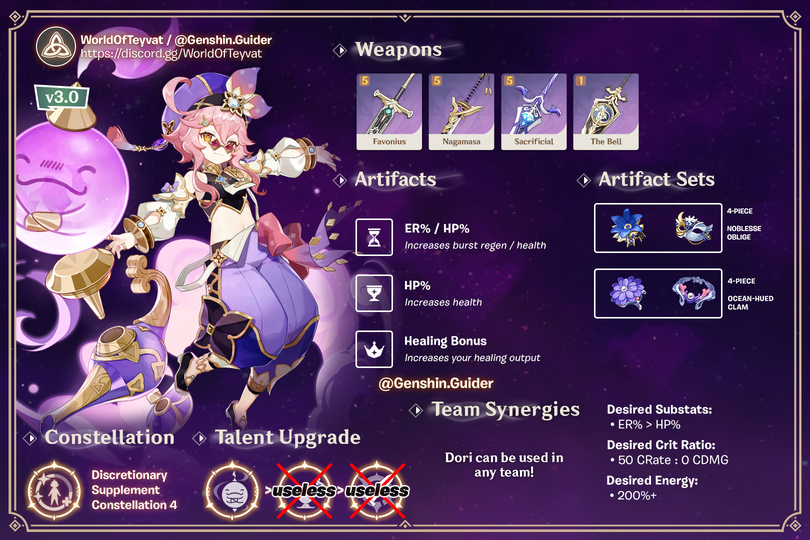 WorldOfTeyvat / @Genshin.Guider
https://discord.gg/WorldOfTeyvat
v3.0
Weapons
5
5
5
1
Favonius
Nagamasa
Sacrificial
The Bell
Artifacts
ER% / HP%
Increases burst regen / health
HP%
Increases health
Healing Bonus
Increases your healing output
@Genshin.Guider
Artifact Sets
4-PIECE
NOBLESSE
OBLIGE
4-PIECE
OCEAN-HUED
CLAM
Constellation
Discretionary
Supplement
Constellation 4
Talent Upgrade
>
useless
>
useless
Team Synergies
Dori can be used in
any team!
Desired Substats:
• ER% > HP%
Desired Crit Ratio:
• 50 CRate : 0 CDMG
Desired Energy:
• 200%+